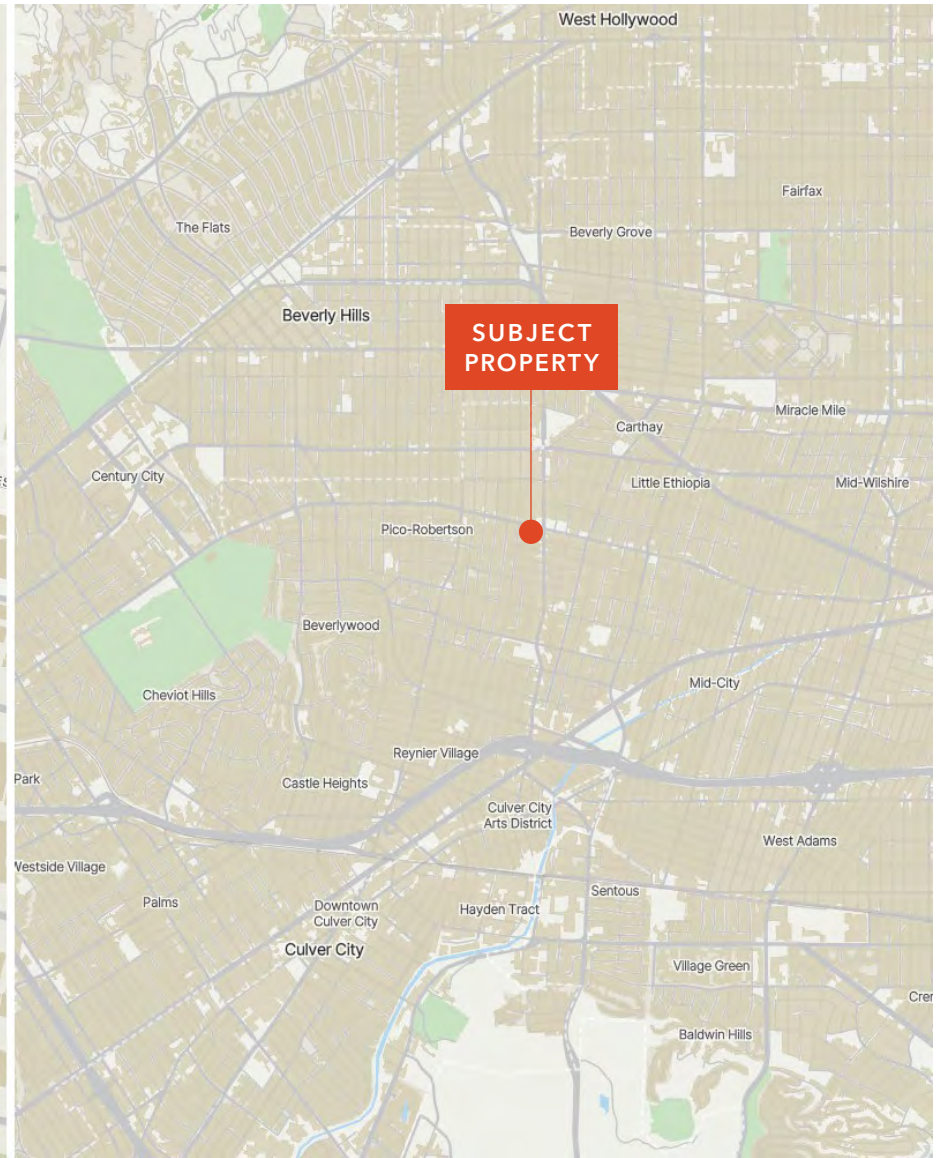 West Hollywood
Fairfax
The Flats
Beverly Grove
Beverly Hills
SUBJECT
PROPERTY
Miracle Mile
Carthay
Century City
Little Ethiopia
Mid-Wilshire
Pico-Robertson
Beverlywood
Mid-City
Cheviot Hills
Reynier Village
Park
Castle Heights
Culver City
Arts District
West Adams
Westside Village
Sentous
Palms
Downtown
Culver City
Hayden Tract
Culver City
Village Green
Cren
Baldwin Hills